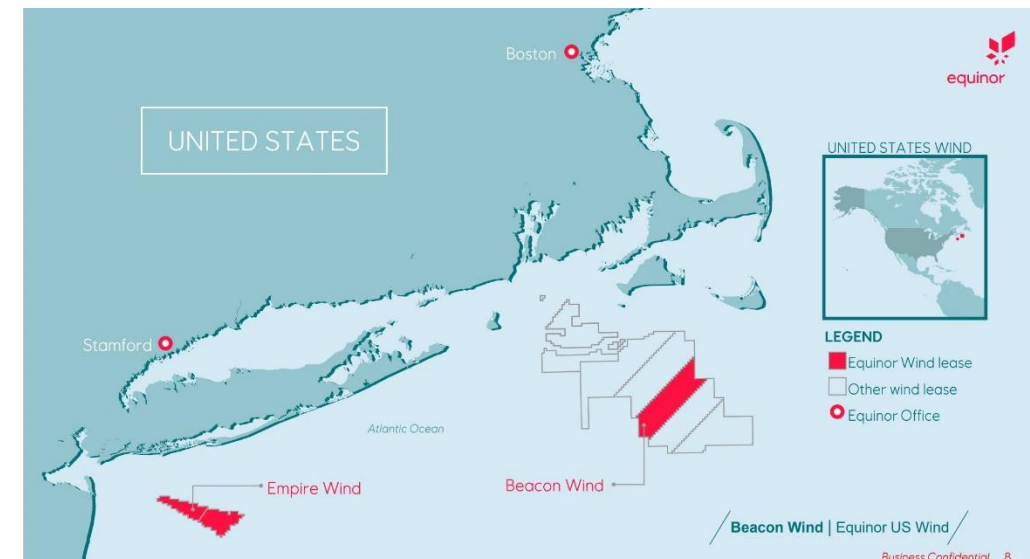 Boston
equinor
UNITED STATES
UNITED STATES WIND
Stamford
LEGEND
Equinor Wind lease
Other wind lease
Equinor Office
Atlantic Ocean
Empire Wind
Beacon Wind
Beacon Wind | Equinor US Wind
Business Confidential 8